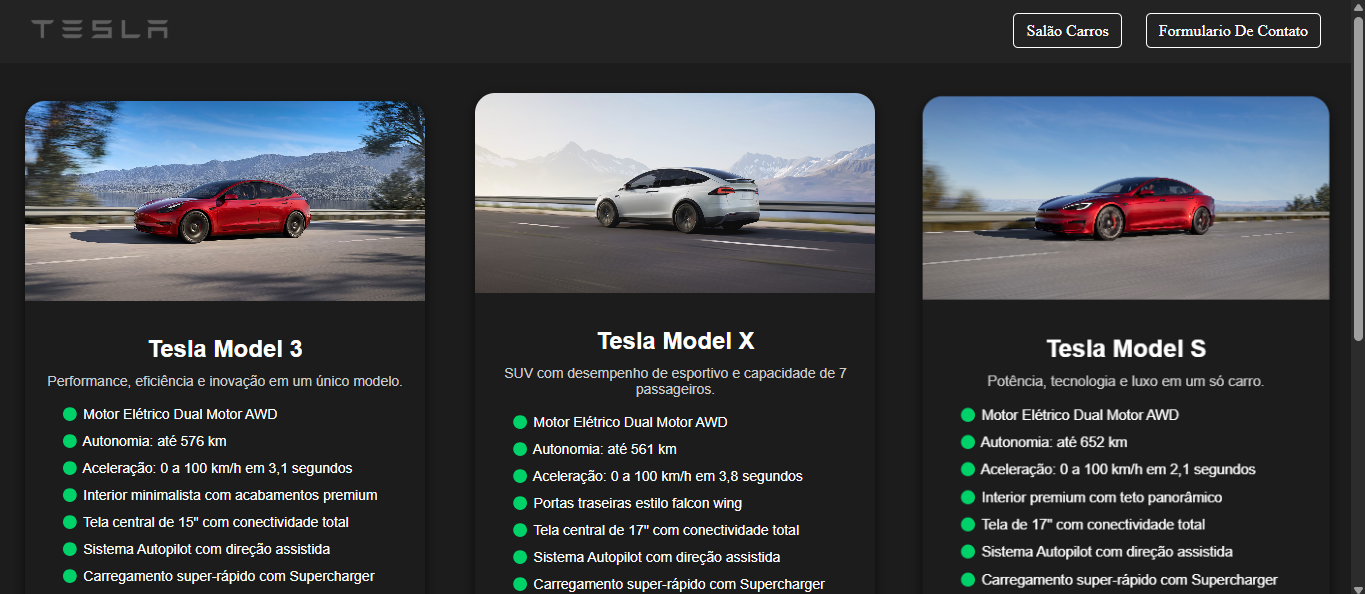 TESLA
Salão Carros
Formulario De Contato
Tesla Model 3
Performance, eficiência e inovação em um único modelo.
Motor Elétrico Dual Motor AWD
Autonomia: até 576 km
Aceleração: 0 a 100 km/h em 3,1 segundos
Interior minimalista com acabamentos premium
Tela central de 15" com conectividade total
Sistema Autopilot com direção assistida
Carregamento super-rápido com Supercharger
Tesla Model X
SUV com desempenho de esportivo e capacidade de 7
passageiros.
Motor Elétrico Dual Motor AWD
Autonomia: até 561 km
Aceleração: 0 a 100 km/h em 3,8 segundos
Portas traseiras estilo falcon wing
Tela central de 17" com conectividade total
Sistema Autopilot com direção assistida
Carregamento super-rápido com Supercharger
Tesla Model S
Potência, tecnologia e luxo em um só carro.
Motor Elétrico Dual Motor AWD
Autonomia: até 652 km
Aceleração: 0 a 100 km/h em 2,1 segundos
Interior premium com teto panorâmico
Tela de 17" com conectividade total
Sistema Autopilot com direção assistida
Carregamento super-rápido com Supercharger